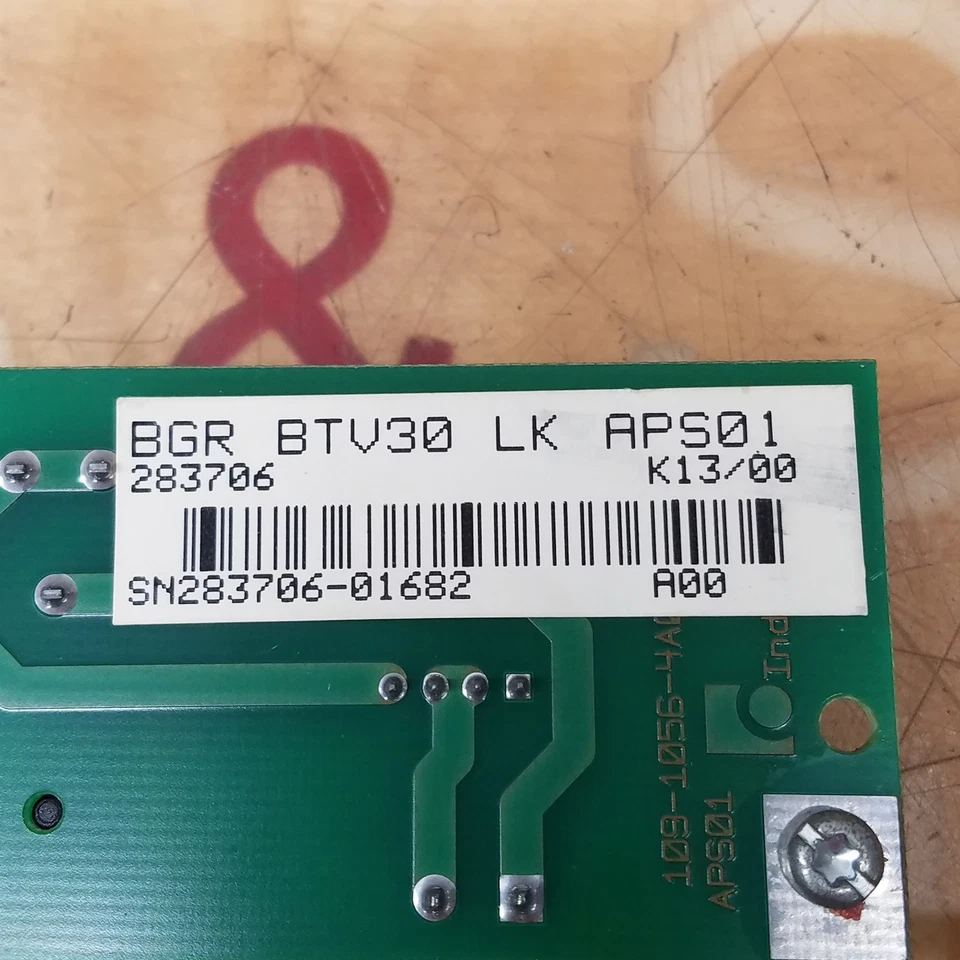 &
BGR BTV30 LK APS01
283706 K13/00
SN283706-01682 A00
109-1056-4A
APS01
Ind